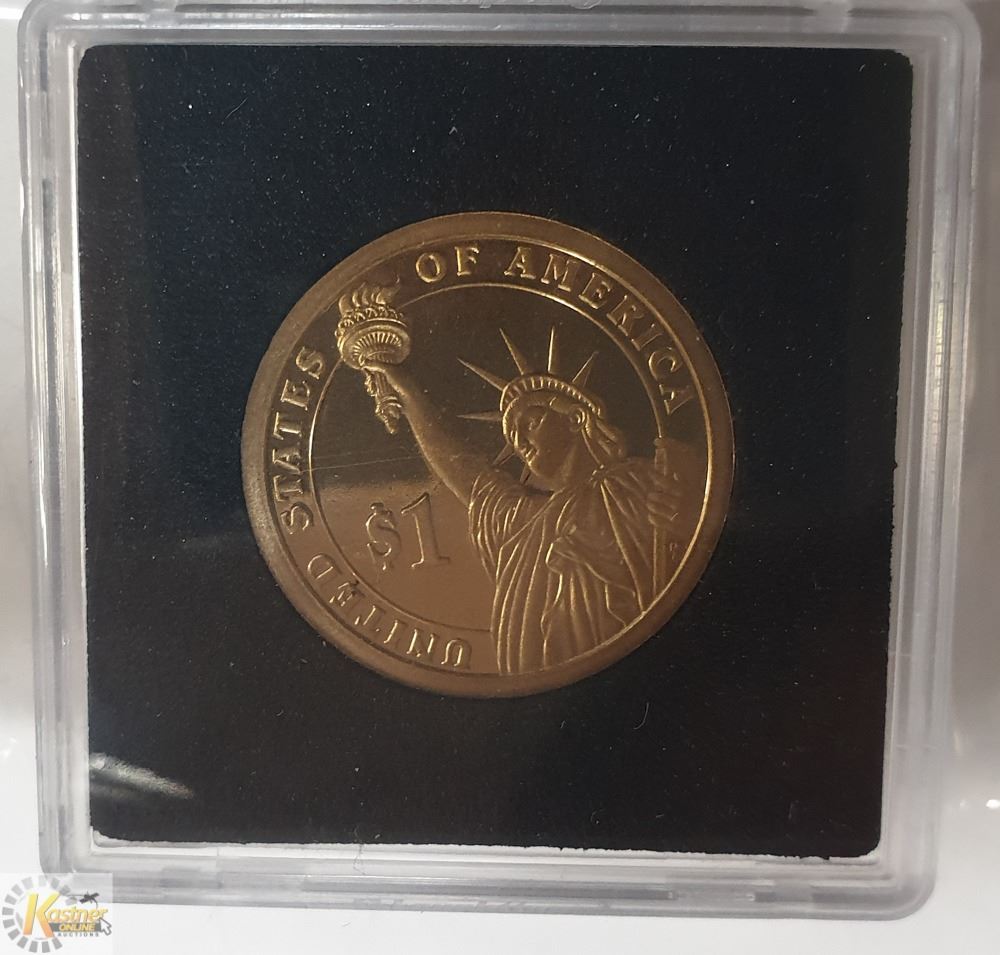 UNITED STATES OF AMERICA
$1
Kastner
ONLINE
AUCTIONS